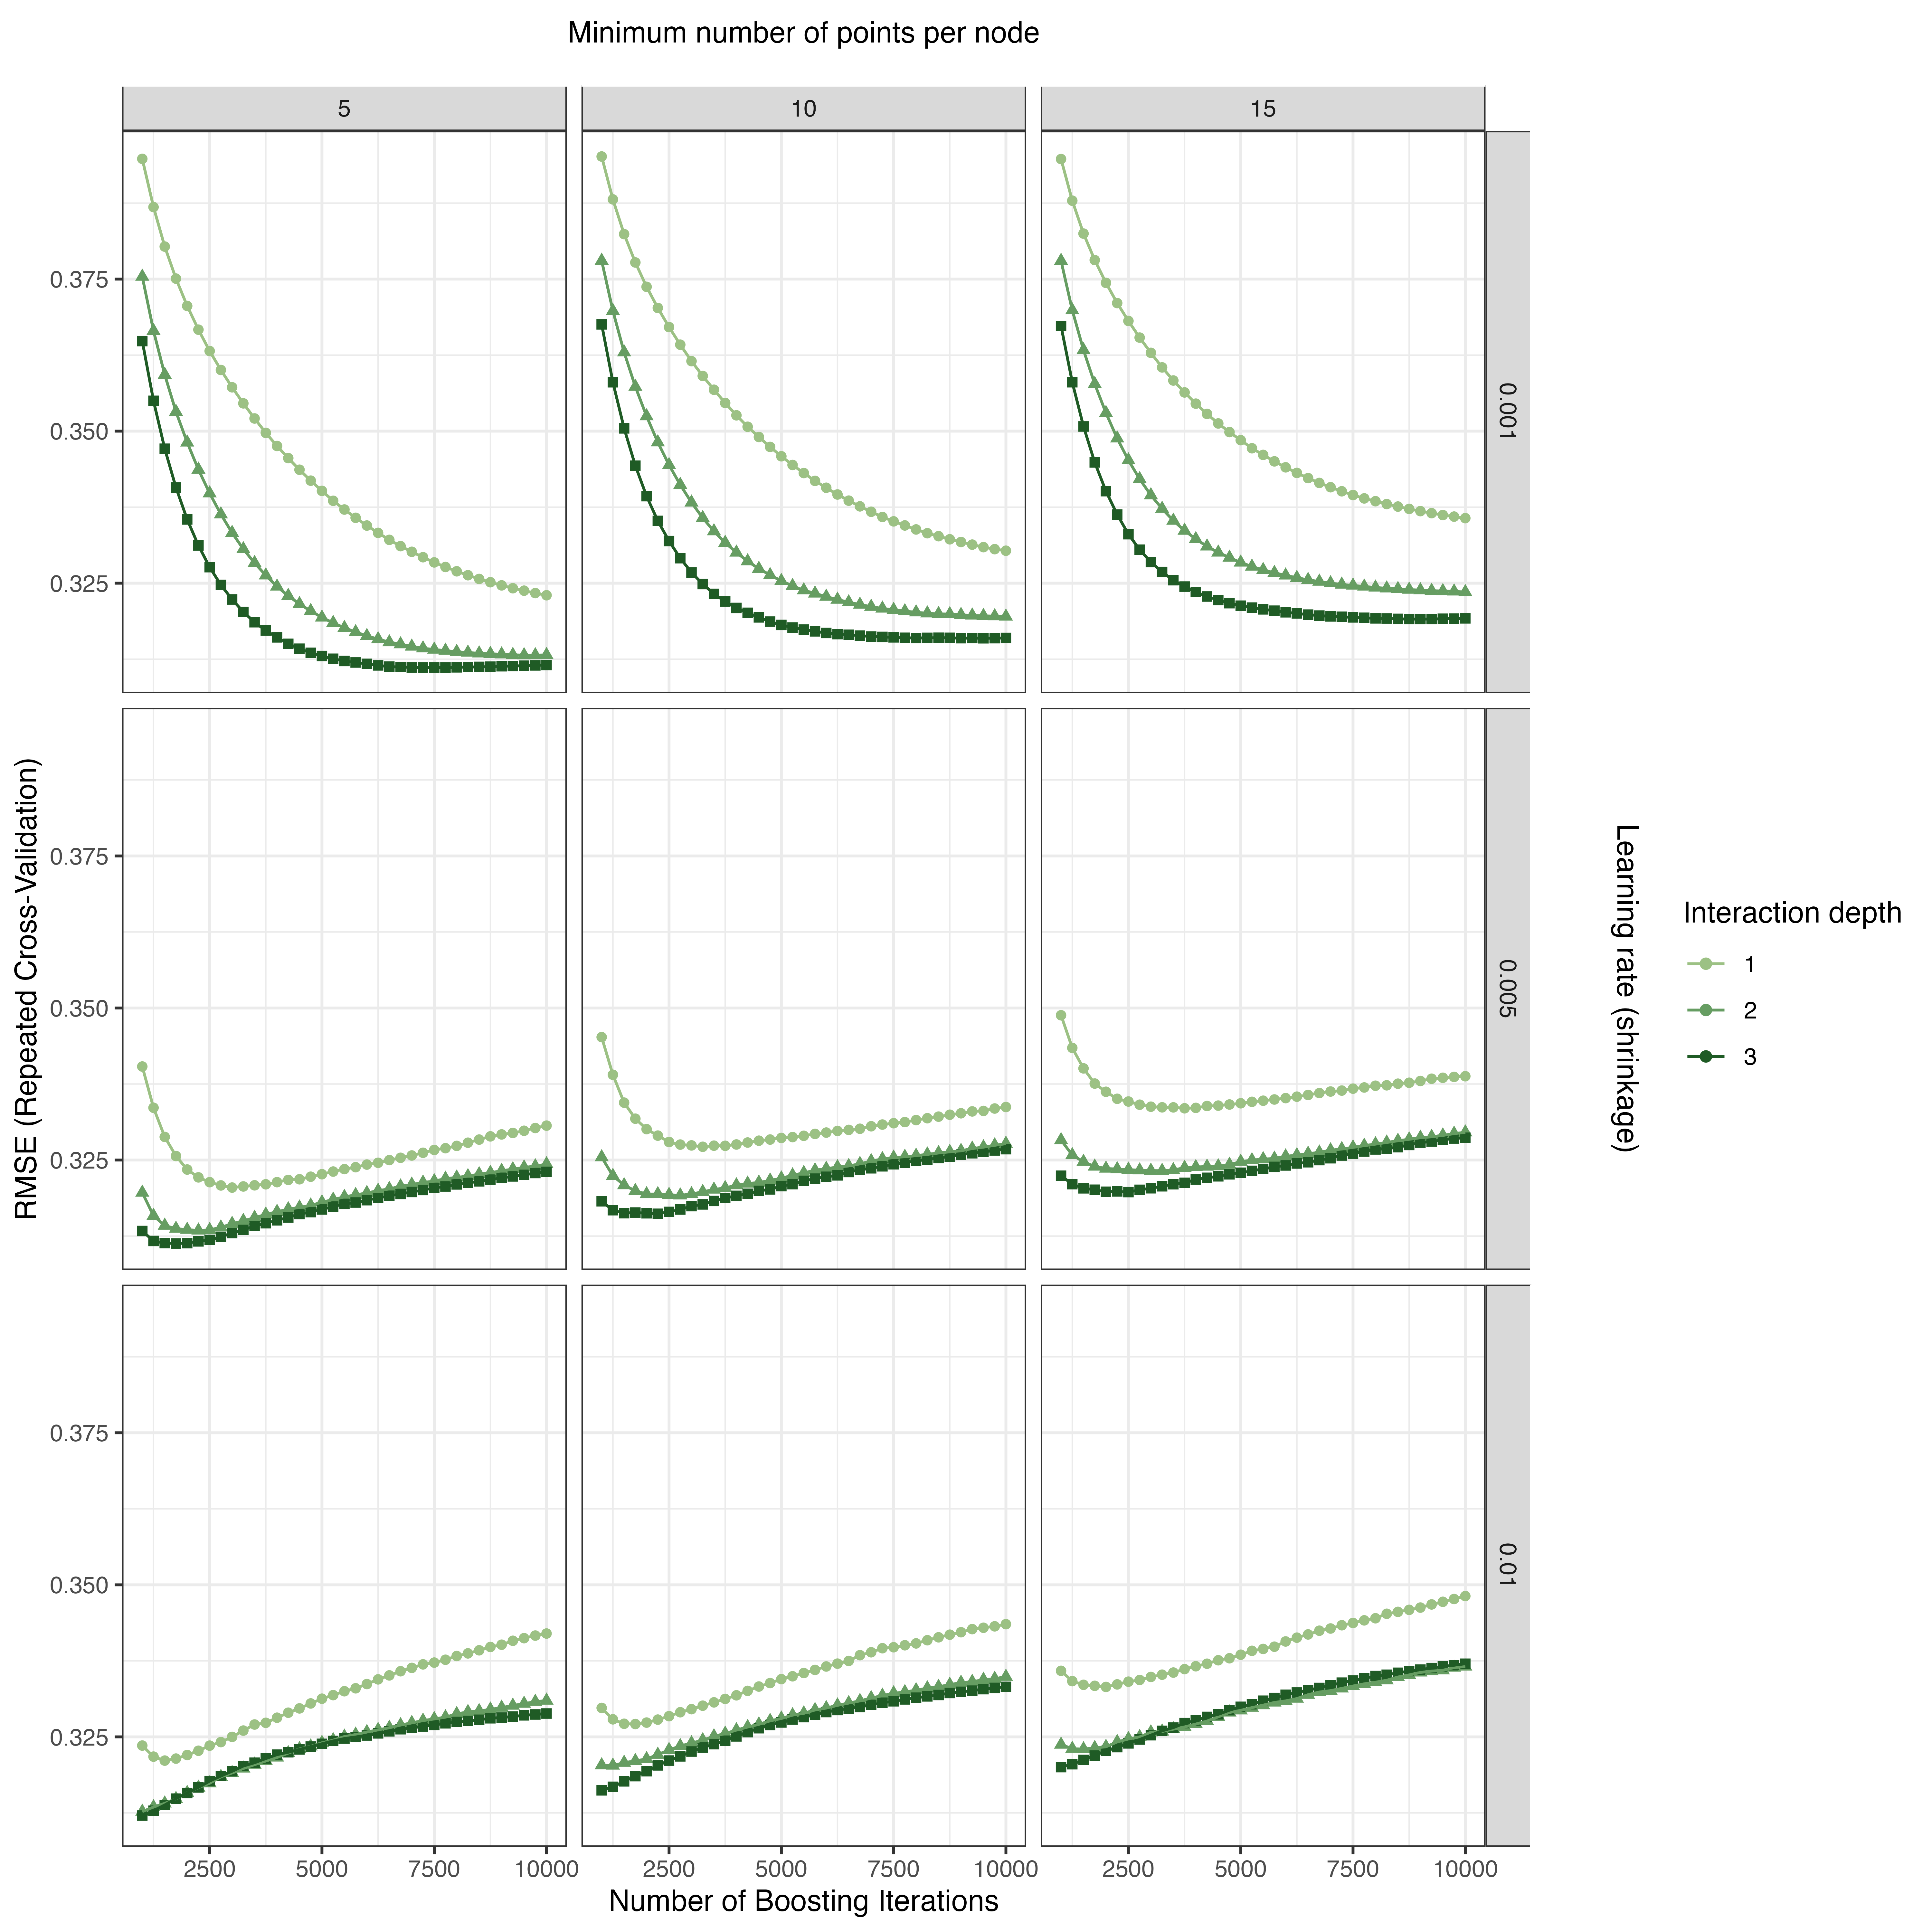 Minimum number of points per node
5
10
15
0.375
0.350
0.325
0.001
RMSE (Repeated Cross-Validation)
0.375
0.350
0.325
0.005
Learning rate (shrinkage)
Interaction depth
1
2
3
0.375
0.350
0.325
0.01
2500 5000 7500 10000
2500 5000 7500 10000
2500 5000 7500 10000
Number of Boosting Iterations